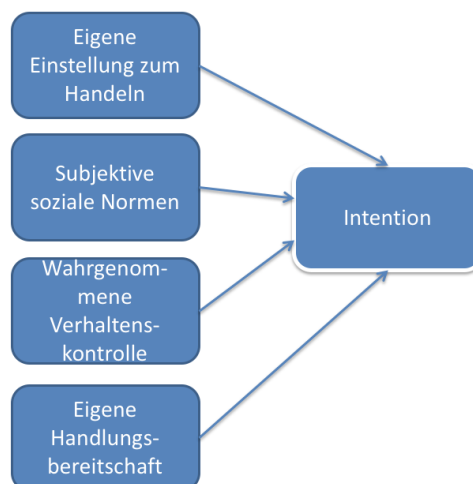 Eigene
Einstellung zum
Handeln
Subjektive
soziale Normen
Wahrgenom-
mene
Verhaltens-
kontrolle
Eigene
Handlungs-
bereitschaft
Intention